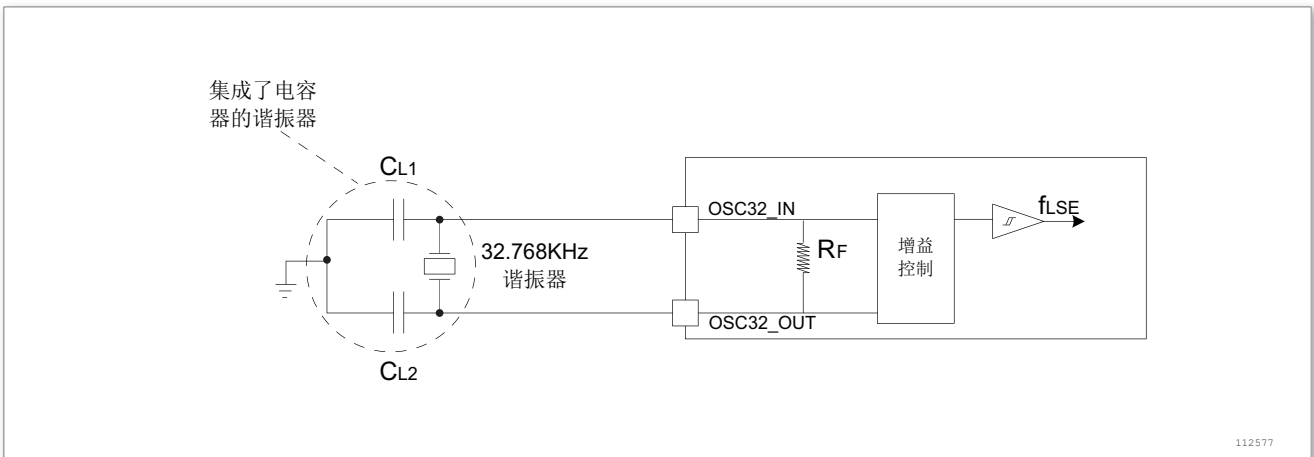 集成了电容
器的谐振器
CL1
OSC32_IN
fLSE
32.768KHz
谐振器
RF
增益
控制
OSC32_OUT
CL2
112577